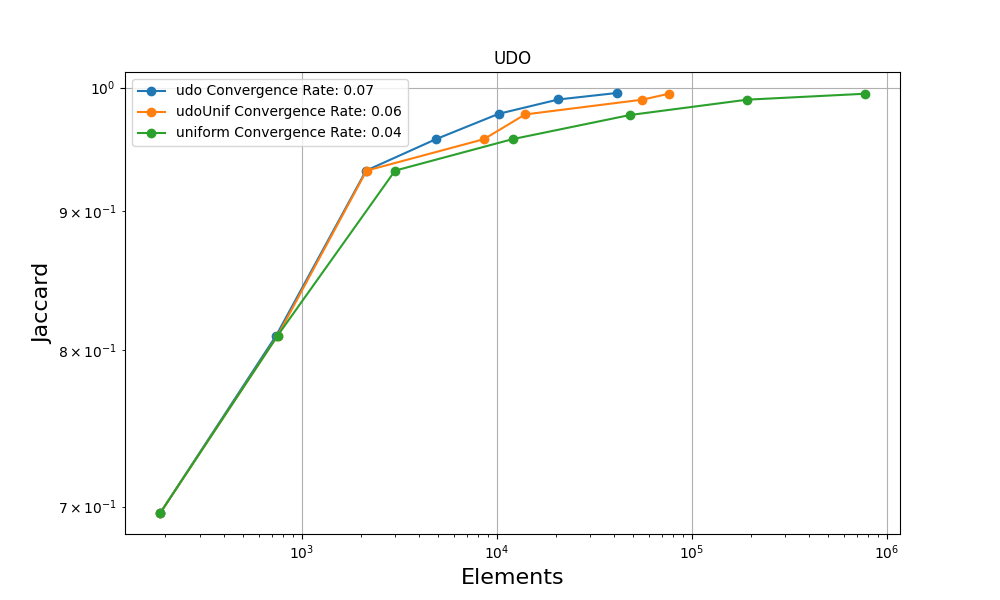 UDO
udo Convergence Rate: 0.07
udoUnif Convergence Rate: 0.06
uniform Convergence Rate: 0.04
10⁰
9 × 10⁻¹
8 × 10⁻¹
7 × 10⁻¹
Jaccard
10³ 10⁴ 10⁵ 10⁶
Elements